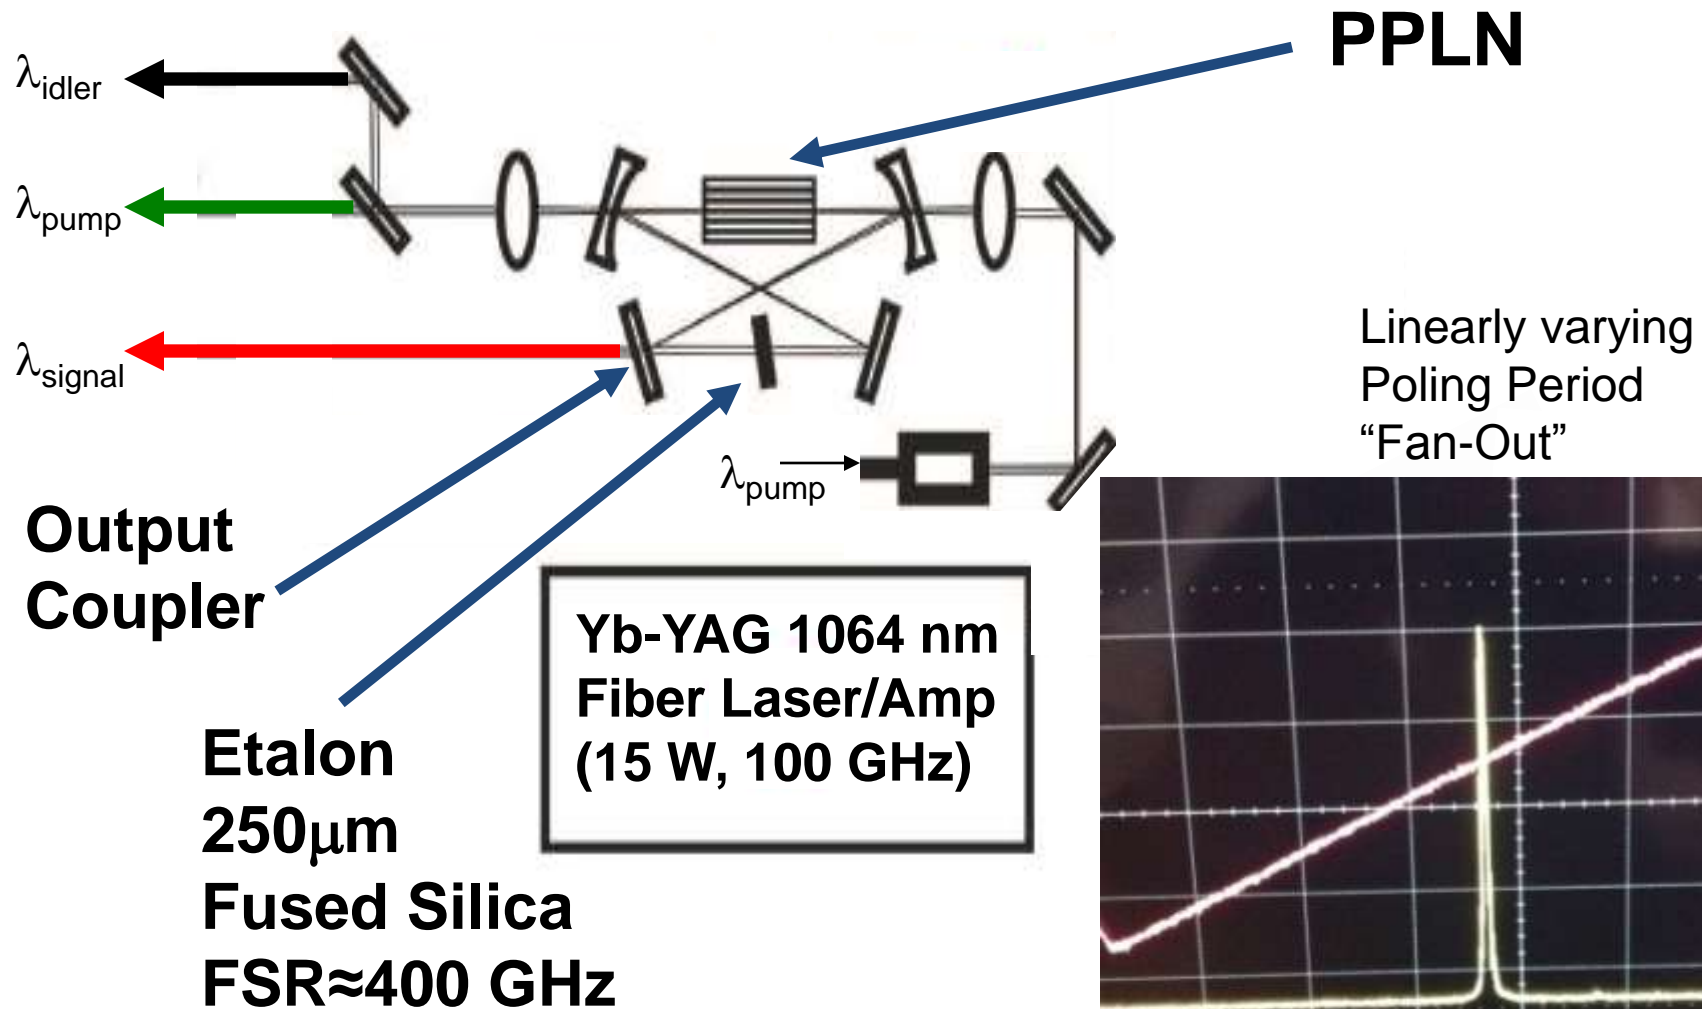 PPLN
λidler
λpump
λsignal
Linearly varying
Poling Period
“Fan-Out”
λpump
Output
Coupler
Yb-YAG 1064 nm
Fiber Laser/Amp
(15 W, 100 GHz)
Etalon
250μm
Fused Silica
FSR≈400 GHz